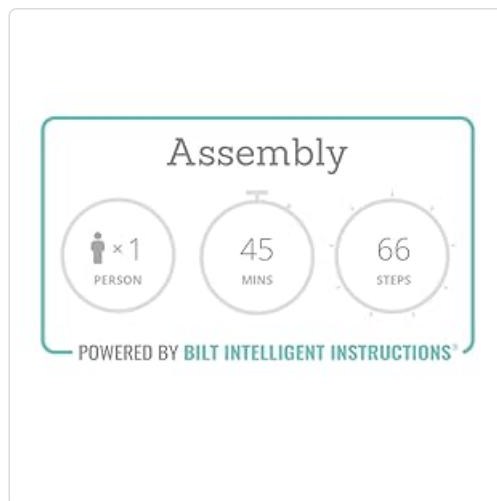 Assembly
× 1
PERSON
45
MINS
66
STEPS
POWERED BY BILT INTELLIGENT INSTRUCTIONS®